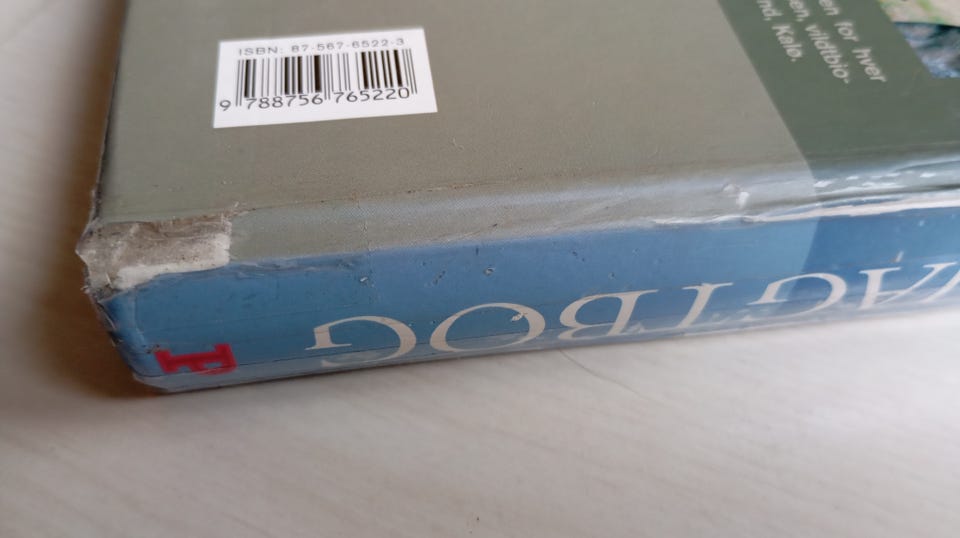 ISBN: 87-567-6522-3
9 788756 765220
en for hver
en, vildtbio-
nd, Kalø.
JAGTBOG